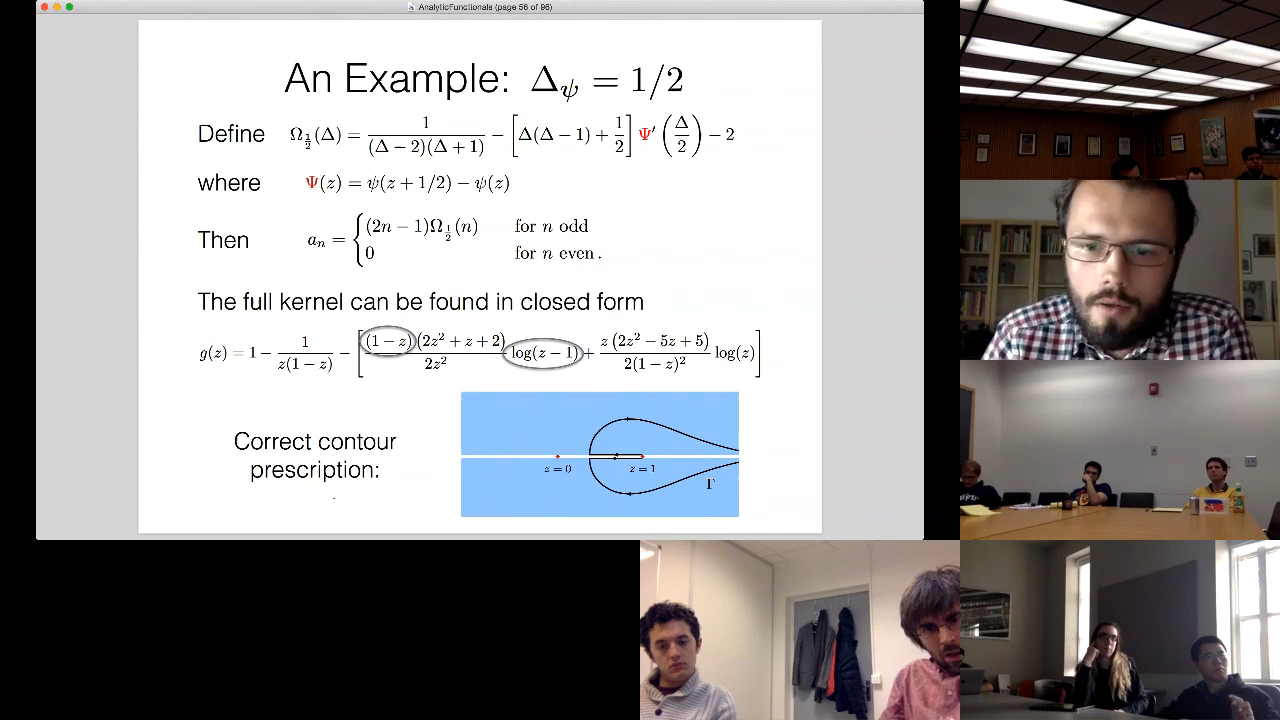 AnalyticFunctionals (page 56 of 96)
An Example: Δ_ψ = 1/2
Define Ω_{1/2}(Δ) = 1/((Δ − 2)(Δ + 1)) − [Δ(Δ − 1) + 1/2] Ψ′(Δ/2) − 2
where Ψ(z) = ψ(z + 1/2) − ψ(z)
Then a_n = { (2n − 1)Ω_{1/2}(n) for n odd
0 for n even .
The full kernel can be found in closed form
g(z) = 1 − 1/(z(1 − z)) − [ (1 − z)(2z² + z + 2)/(2z²) log(z − 1) + z(2z² − 5z + 5)/(2(1 − z)²) log(z) ]
Correct contour
prescription:
z = 0
z = 1
Γ